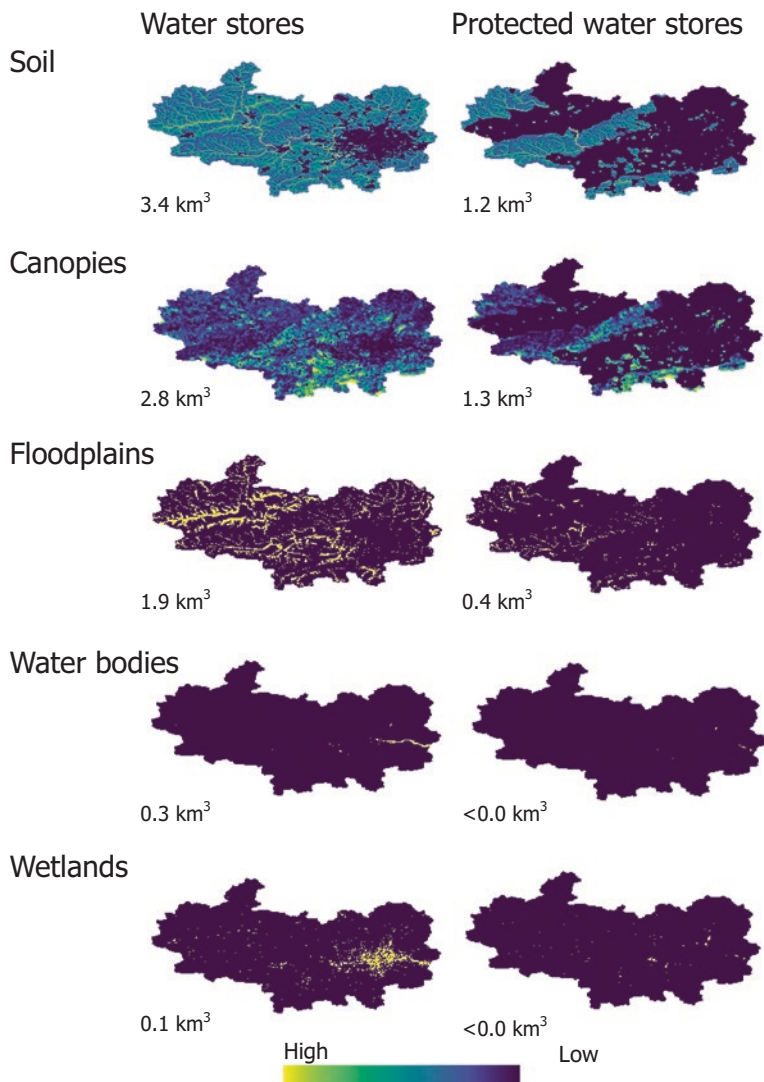 Water stores Protected water stores
Soil
3.4 km³ 1.2 km³
Canopies
2.8 km³ 1.3 km³
Floodplains
1.9 km³ 0.4 km³
Water bodies
0.3 km³ <0.0 km³
Wetlands
0.1 km³ <0.0 km³
High Low